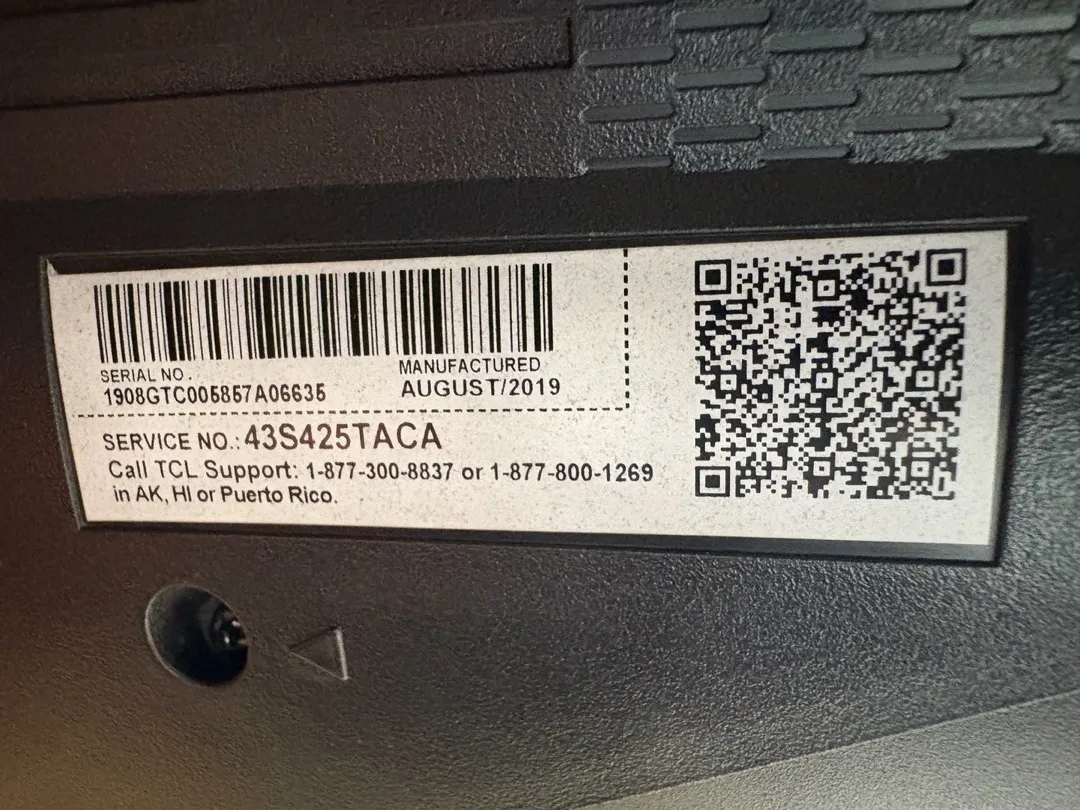 SERIAL NO.
1908GTC005857A06635
MANUFACTURED
AUGUST/2019
SERVICE NO.: 43S425TACA
Call TCL Support: 1-877-300-8837 or 1-877-800-1269
in AK, HI or Puerto Rico.